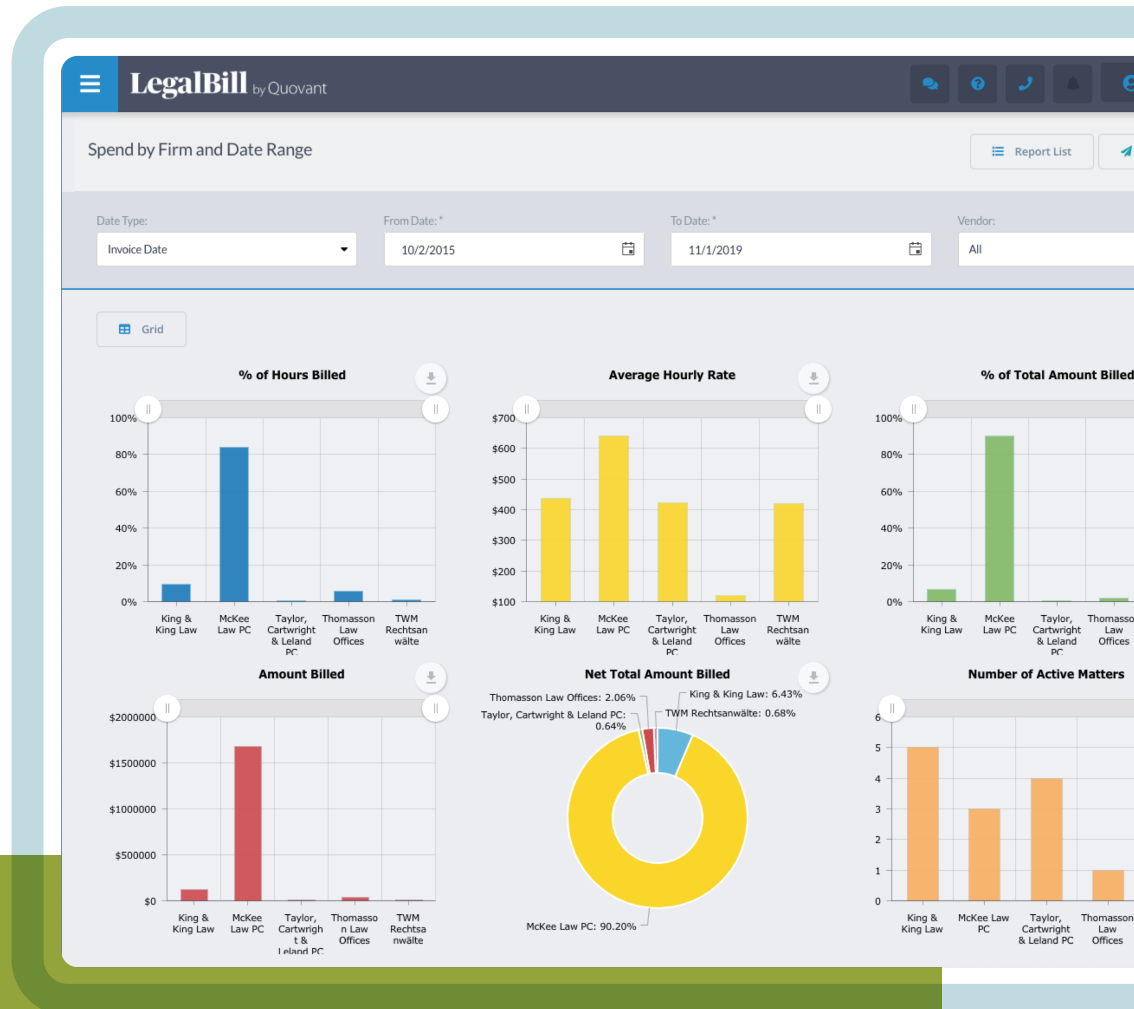 LegalBill by Quovant
Spend by Firm and Date Range
Report List
Date Type:
From Date: *
To Date: *
Vendor:
Invoice Date
10/2/2015
11/1/2019
All
Grid
% of Hours Billed
100%
80%
60%
40%
20%
0%
King &
King Law
McKee
Law PC
Taylor,
Cartwright
& Leland
PC
Thomasson
Law
Offices
TWM
Rechtsan
wälte
Average Hourly Rate
$700
$600
$500
$400
$300
$200
$100
King &
King Law
McKee
Law PC
Taylor,
Cartwright
& Leland
PC
Thomasson
Law
Offices
TWM
Rechtsan
wälte
% of Total Amount Billed
100%
80%
60%
40%
20%
0%
King &
King Law
McKee
Law PC
Taylor,
Cartwright
& Leland
PC
Thomasson
Law
Offices
Amount Billed
$2000000
$1500000
$1000000
$500000
$0
King &
King Law
McKee
Law PC
Taylor,
Cartwrigh
t &
Leland PC
Thomasso
n Law
Offices
TWM
Rechtsa
nwälte
Net Total Amount Billed
Thomasson Law Offices: 2.06%
King & King Law: 6.43%
Taylor, Cartwright & Leland PC:
0.64%
TWM Rechtsanwälte: 0.68%
McKee Law PC: 90.20%
Number of Active Matters
6
5
4
3
2
1
0
King &
King Law
McKee Law
PC
Taylor,
Cartwright
& Leland PC
Thomasson
Law
Offices